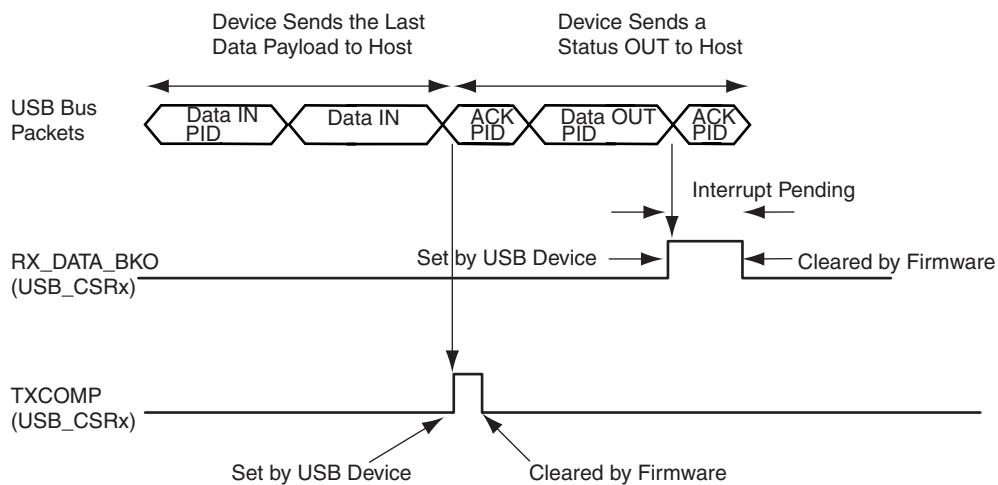 Device Sends the Last
Data Payload to Host
Device Sends a
Status OUT to Host
USB Bus
Packets
Data IN
PID
Data IN
ACK
PID
Data OUT
PID
ACK
PID
Interrupt Pending
RX_DATA_BKO
(USB_CSRx)
Set by USB Device
Cleared by Firmware
TXCOMP
(USB_CSRx)
Set by USB Device
Cleared by Firmware